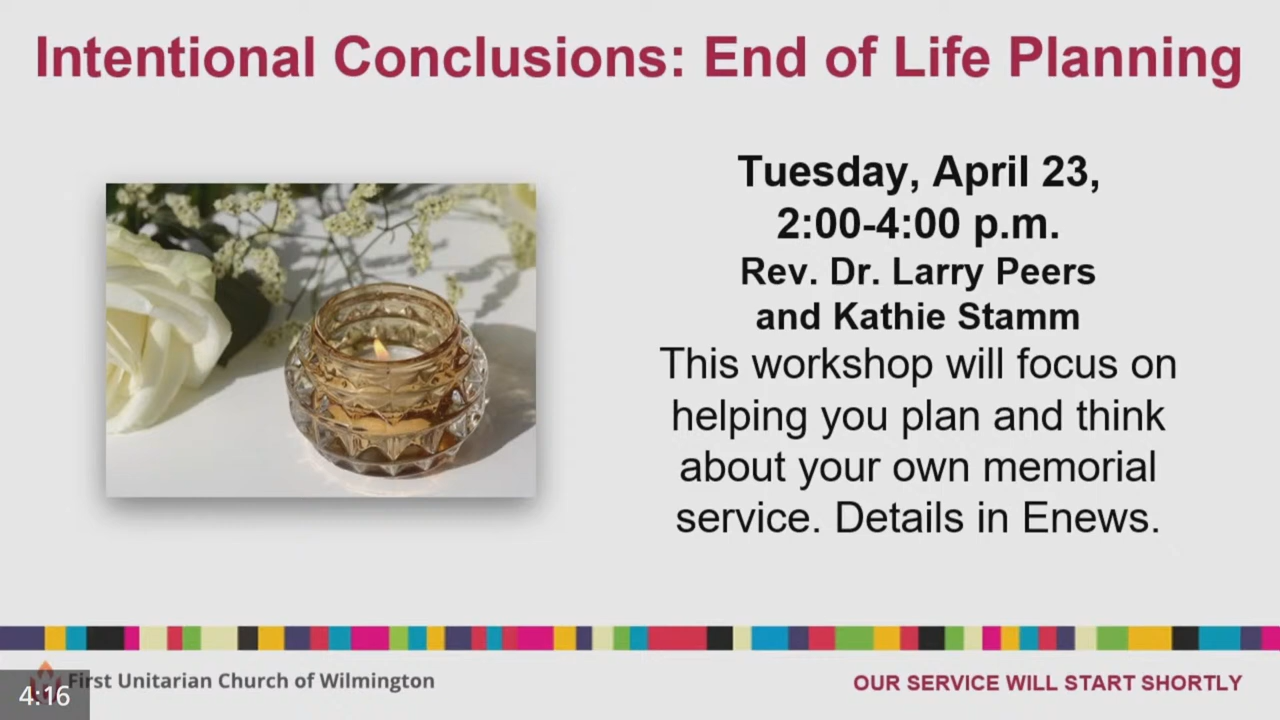 Intentional Conclusions: End of Life Planning
Tuesday, April 23,
2:00-4:00 p.m.
Rev. Dr. Larry Peers
and Kathie Stamm
This workshop will focus on
helping you plan and think
about your own memorial
service. Details in Enews.
First Unitarian Church of Wilmington
4:16
OUR SERVICE WILL START SHORTLY